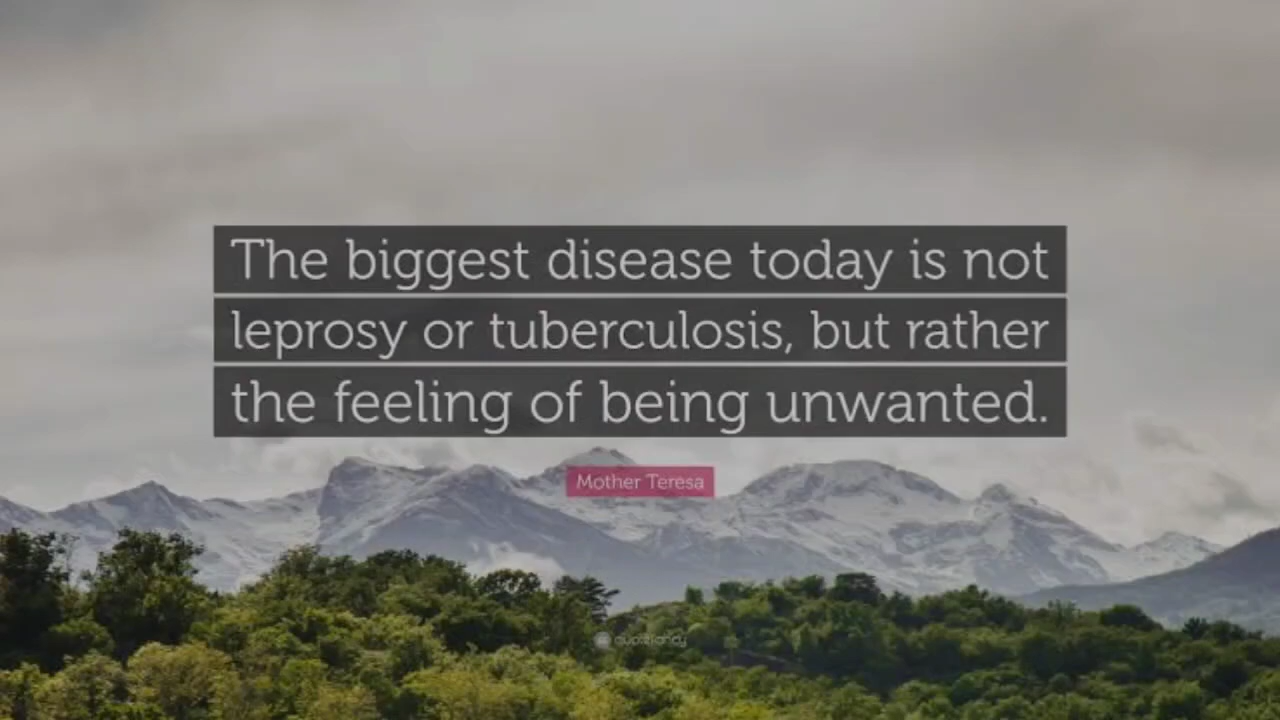 The biggest disease today is not
leprosy or tuberculosis, but rather
the feeling of being unwanted.
Mother Teresa